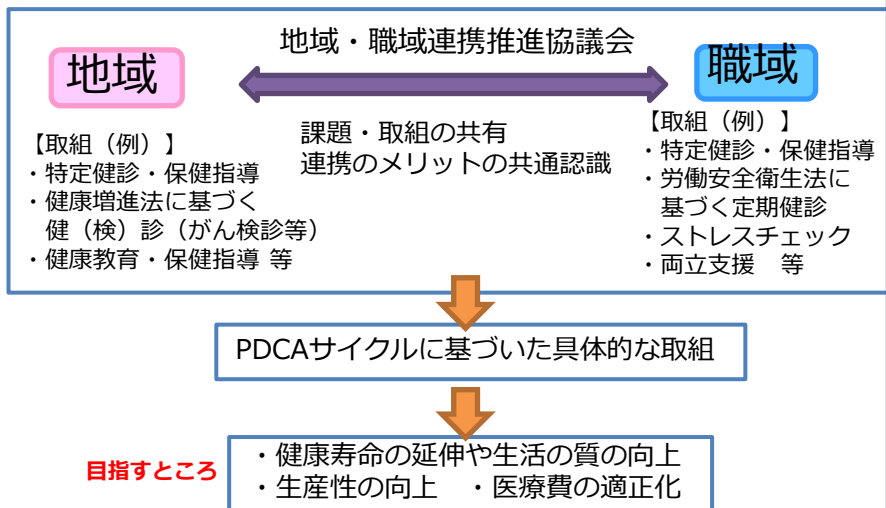 地域・職域連携推進協議会
地域
職域
【取組（例）】
・特定健診・保健指導
・健康増進法に基づく
健（検）診（がん検診等）
・健康教育・保健指導 等
課題・取組の共有
連携のメリットの共通認識
【取組（例）】
・特定健診・保健指導
・労働安全衛生法に
基づく定期健診
・ストレスチェック
・両立支援　等
PDCAサイクルに基づいた具体的な取組
目指すところ
・健康寿命の延伸や生活の質の向上
・生産性の向上　・医療費の適正化